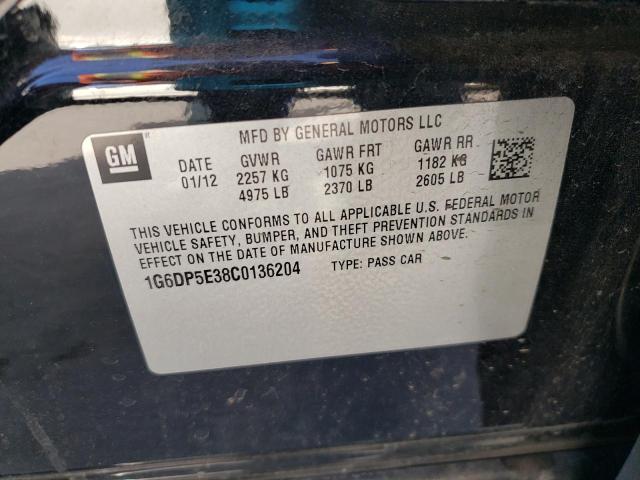 MFD BY GENERAL MOTORS LLC
GM
DATE GVWR GAWR FRT GAWR RR
01/12 2257 KG 1075 KG 1182 KG
4975 LB 2370 LB 2605 LB
THIS VEHICLE CONFORMS TO ALL APPLICABLE U.S. FEDERAL MOTOR
VEHICLE SAFETY, BUMPER, AND THEFT PREVENTION STANDARDS IN
EFFECT ON THE DATE OF MANUFACTURE SHOWN ABOVE.
1G6DP5E38C0136204 TYPE: PASS CAR